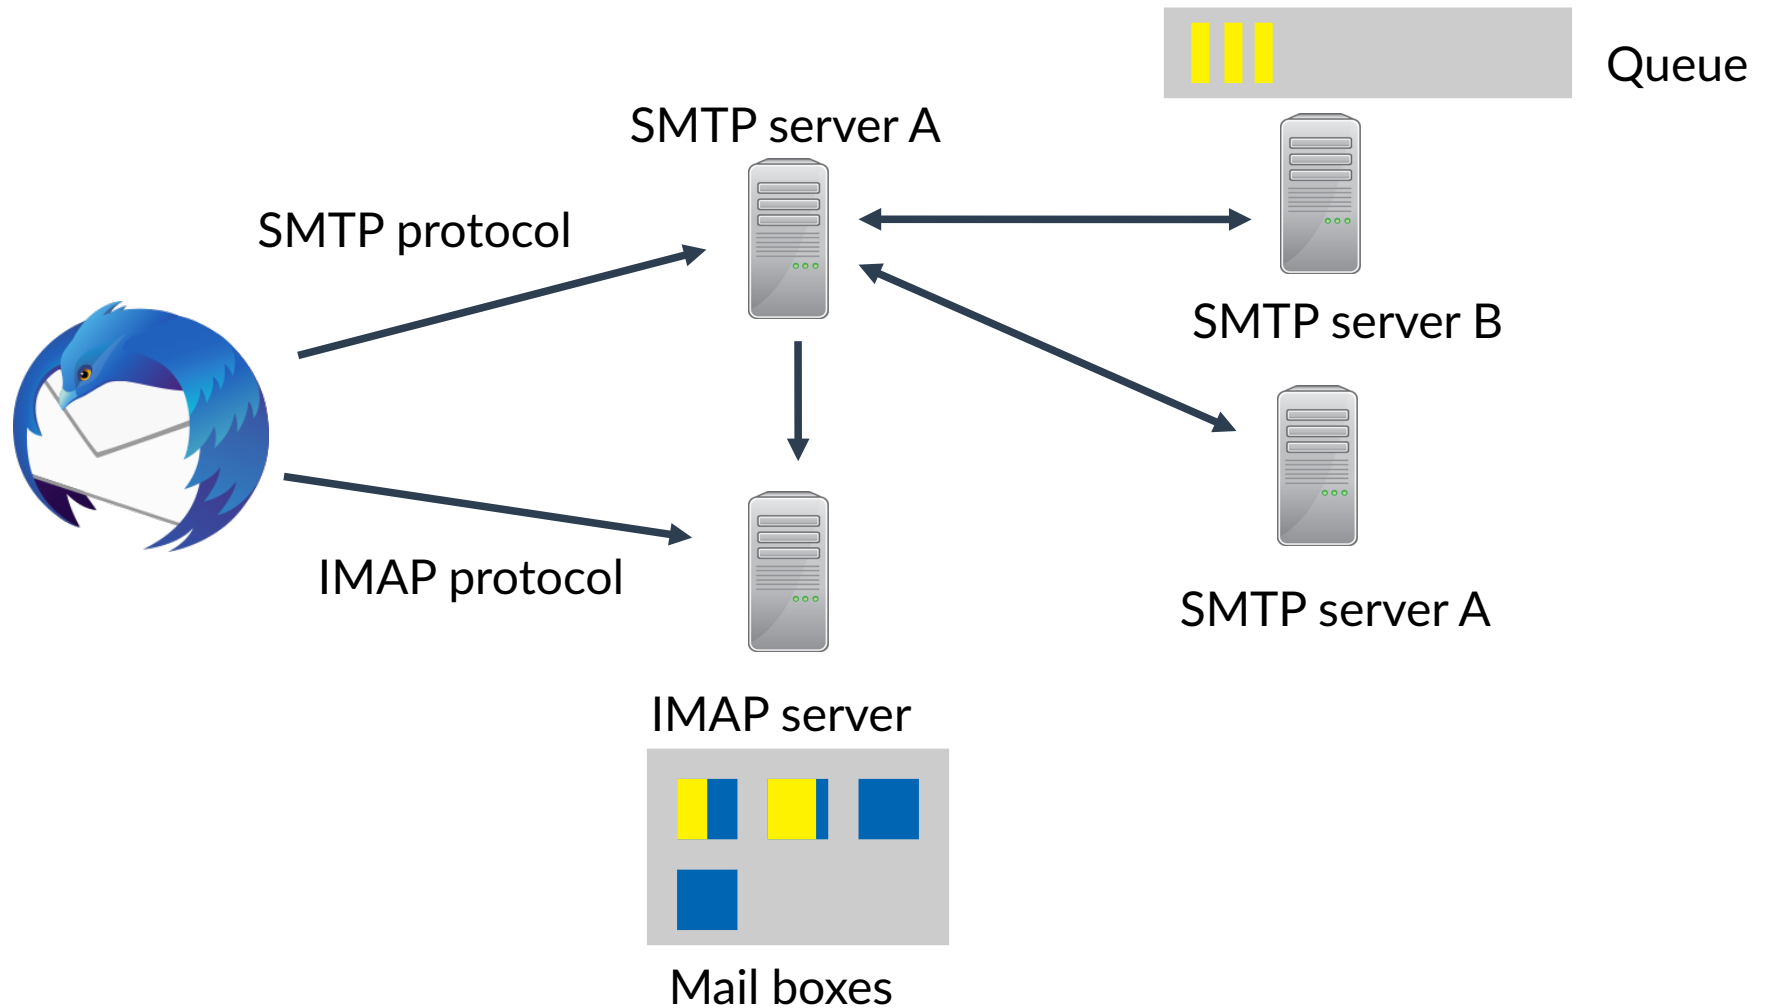 Queue
SMTP server A
SMTP protocol
SMTP server B
IMAP protocol
SMTP server A
IMAP server
Mail boxes